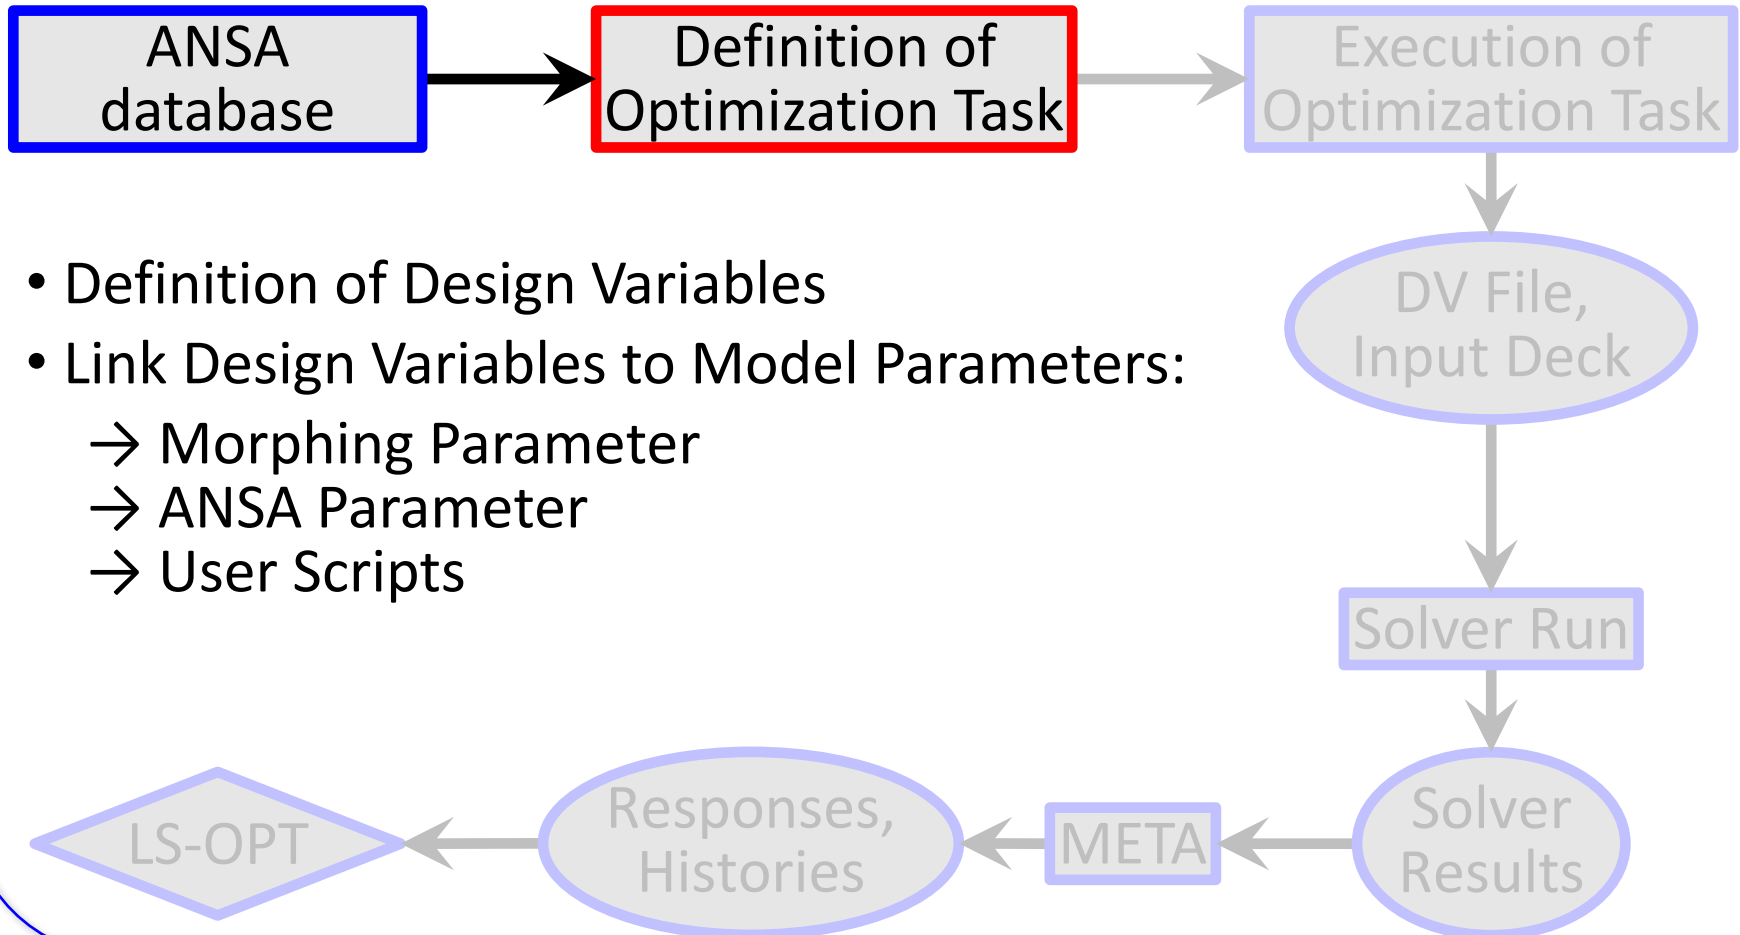 ANSA
database
Definition of
Optimization Task
Execution of
Optimization Task
• Definition of Design Variables
• Link Design Variables to Model Parameters:
→ Morphing Parameter
→ ANSA Parameter
→ User Scripts
DV File,
Input Deck
Solver Run
Solver
Results
META
Responses,
Histories
LS-OPT